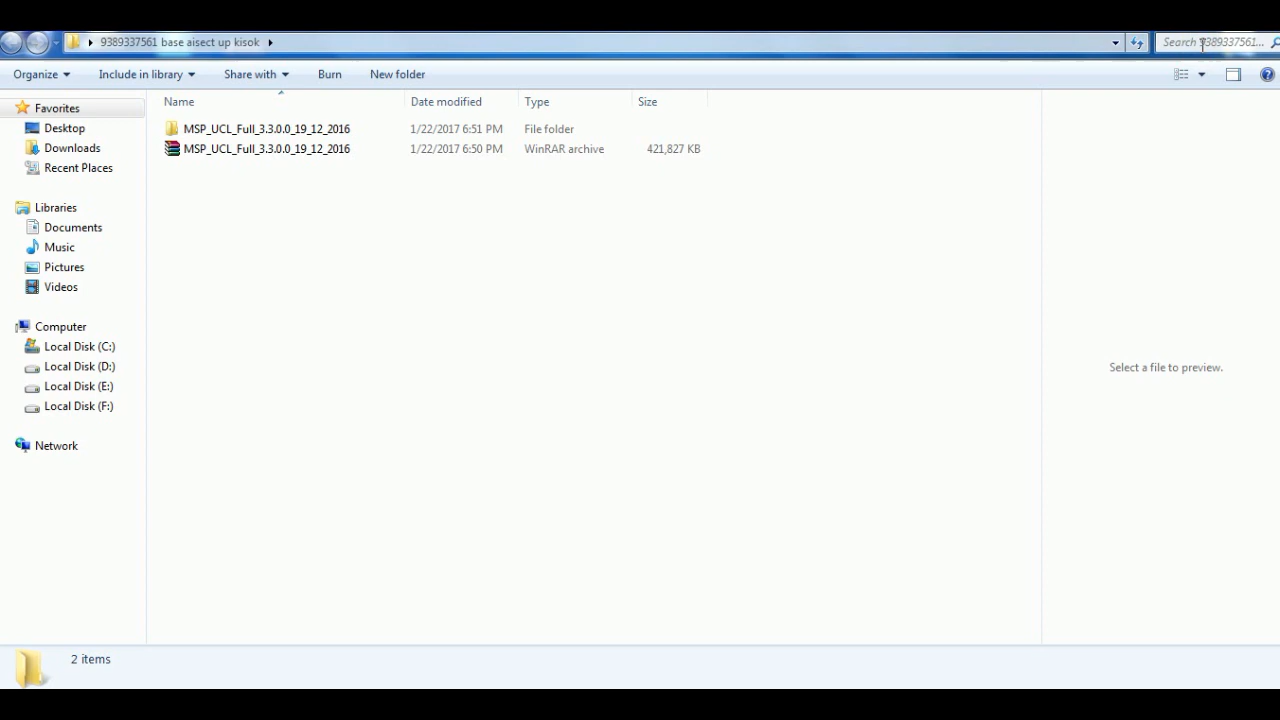 9389337561 base aisect up kisok
Search 9389337561...
Organize
Include in library
Share with
Burn
New folder
Name
Date modified
Type
Size
Favorites
Desktop
Downloads
Recent Places
Libraries
Documents
Music
Pictures
Videos
Computer
Local Disk (C:)
Local Disk (D:)
Local Disk (E:)
Local Disk (F:)
Network
MSP_UCL_Full_3.3.0.0_19_12_2016 1/22/2017 6:51 PM File folder
MSP_UCL_Full_3.3.0.0_19_12_2016 1/22/2017 6:50 PM WinRAR archive 421,827 KB
Select a file to preview.
2 items